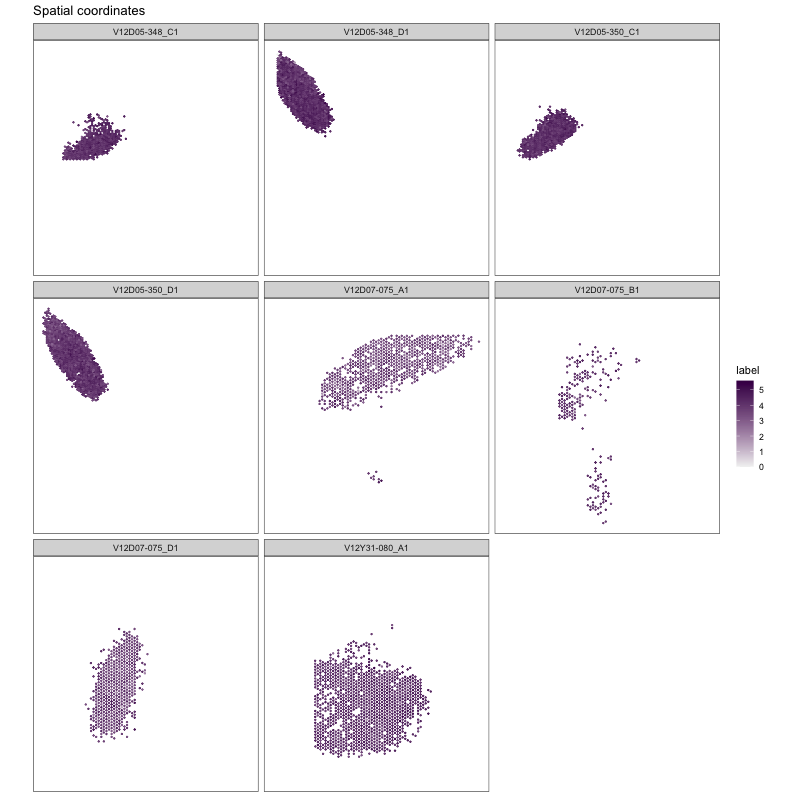 Spatial coordinates
V12D05-348_C1
V12D05-348_D1
V12D05-350_C1
V12D05-350_D1
V12D07-075_A1
V12D07-075_B1
label
5
4
3
2
1
0
V12D07-075_D1
V12Y31-080_A1